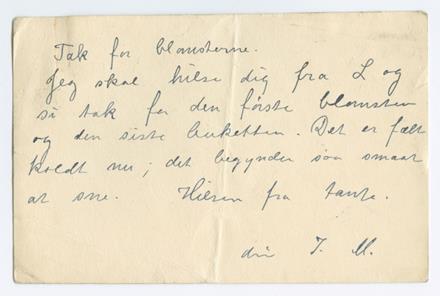 Tak for blomsterne.
Jeg skal hilse dig fra L og
si tak for den første blomsten
og den siste buketten. Det er fælt
koldt nu; det begynder saa smaat
at sne. Hilsen fra tante.
din T. M.